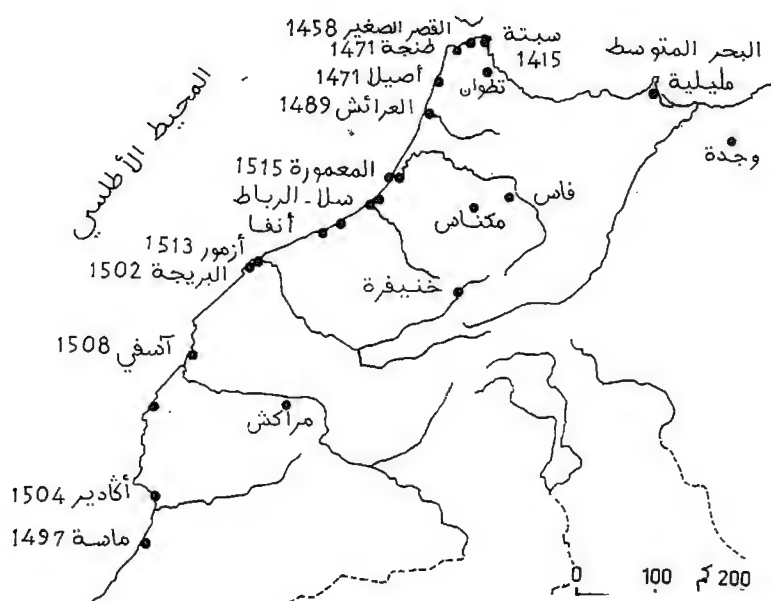 القصر الصغير 1458
سبتة
1415
طنجة 1471
البحر المتوسط
أصيلا 1471
مليلية
تطوان
العرائش 1489
المحيط الأطلسي
وجدة
المعمورة 1515
سلا - الرباط
فاس
مكناس
أنفا
أزمور 1513
البريجة 1502
خنيفرة
آسفي 1508
مراكش
أڭادير 1504
ماسة 1497
0 100 200 كم